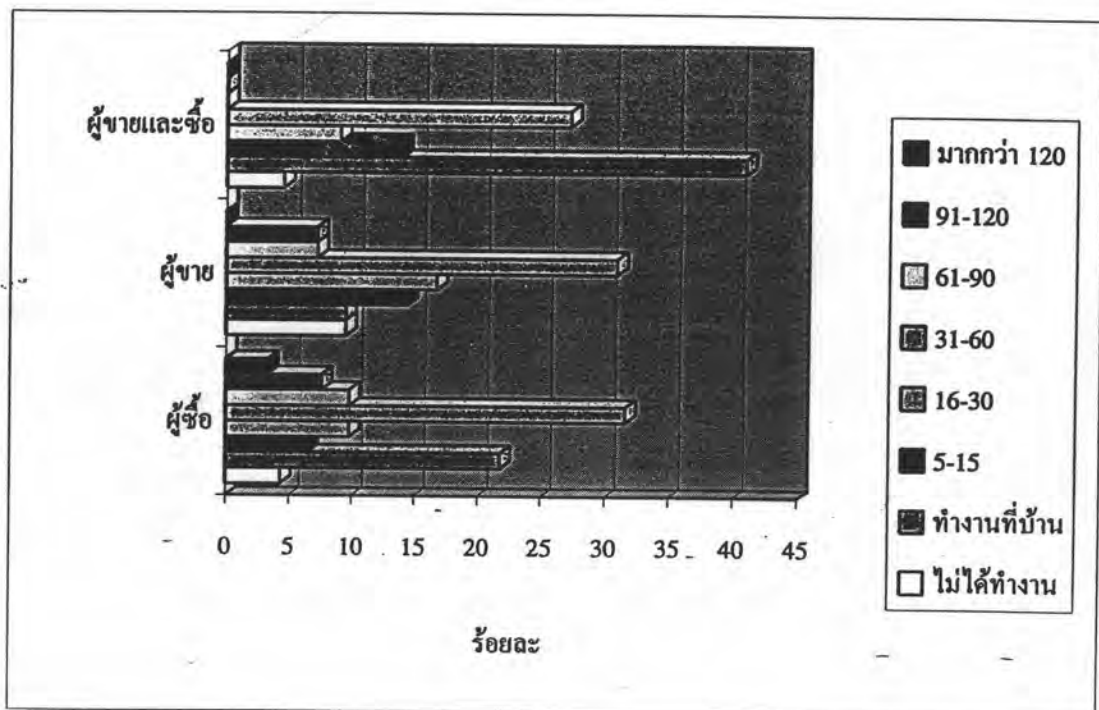 ผู้ขายและซื้อ
ผู้ขาย
ผู้ซื้อ
0 5 10 15 20 25 30 35 40 45
ร้อยละ
มากกว่า 120
91-120
61-90
31-60
16-30
5-15
ทำงานที่บ้าน
ไม่ได้ทำงาน